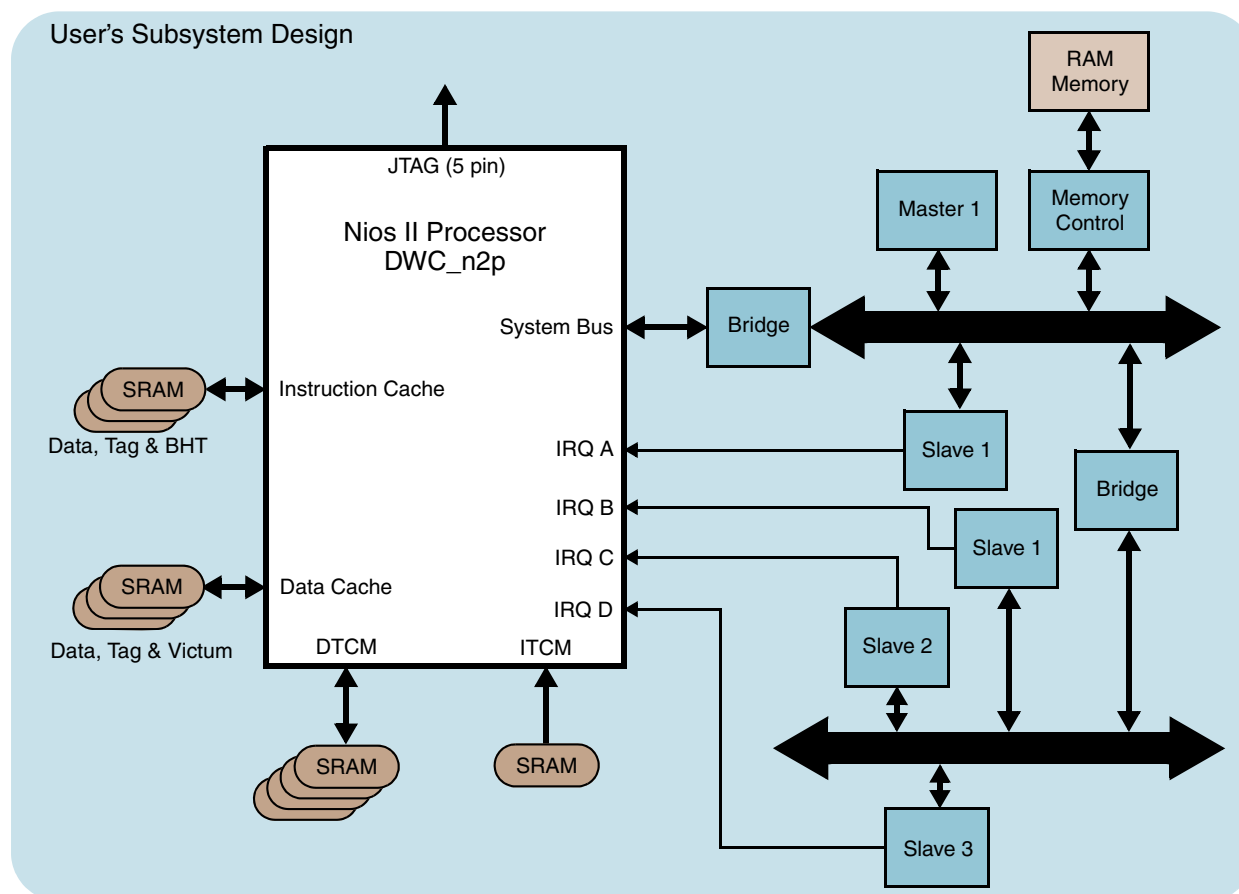 User's Subsystem Design
RAM
Memory
JTAG (5 pin)
Master 1
Memory
Control
Nios II Processor
DWC_n2p
System Bus
Bridge
SRAM
Instruction Cache
Data, Tag & BHT
IRQ A
Slave 1
Bridge
IRQ B
Slave 1
IRQ C
SRAM
Data Cache
IRQ D
Data, Tag & Victum
DTCM
ITCM
Slave 2
SRAM
SRAM
Slave 3